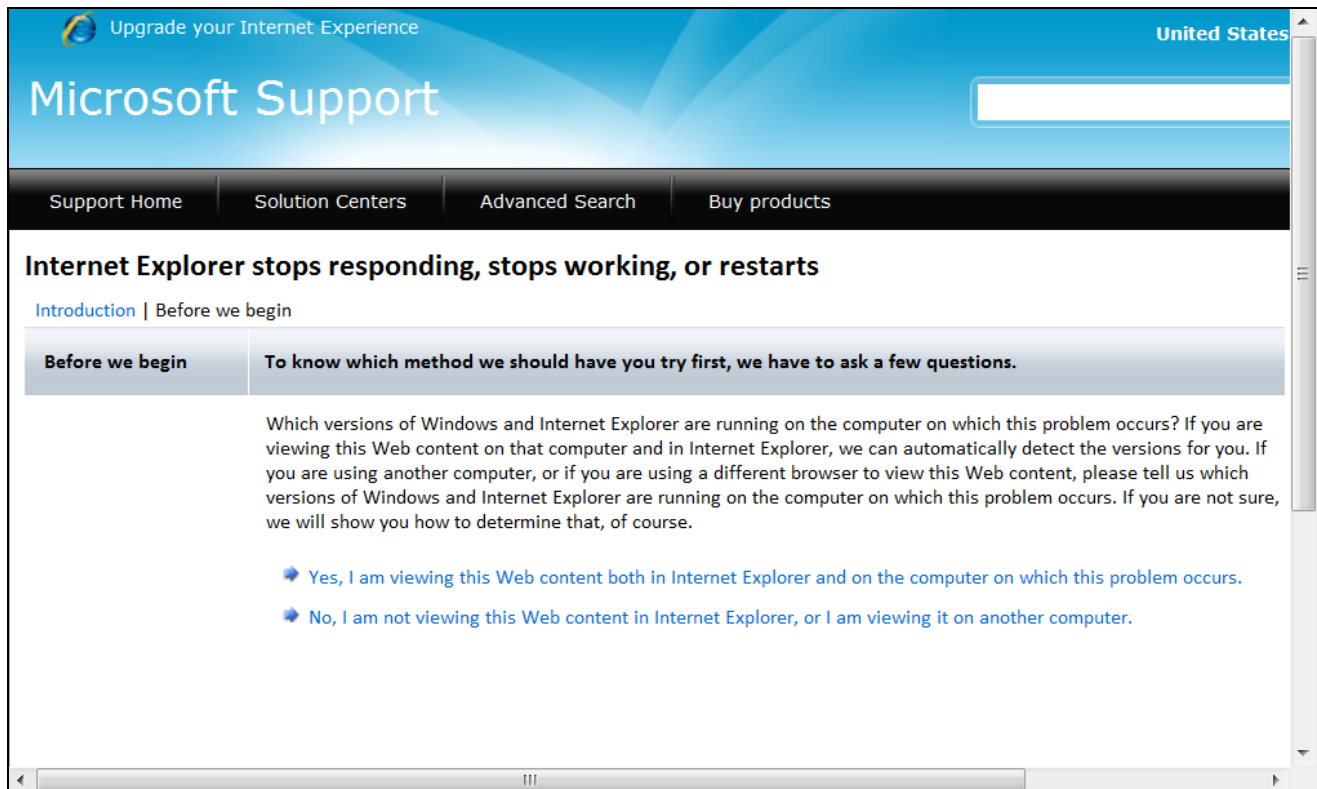 Upgrade your Internet Experience
United States
Microsoft Support
Support Home Solution Centers Advanced Search Buy products
Internet Explorer stops responding, stops working, or restarts
Introduction | Before we begin
Before we begin To know which method we should have you try first, we have to ask a few questions.
Which versions of Windows and Internet Explorer are running on the computer on which this problem occurs? If you are
viewing this Web content on that computer and in Internet Explorer, we can automatically detect the versions for you. If
you are using another computer, or if you are using a different browser to view this Web content, please tell us which
versions of Windows and Internet Explorer are running on the computer on which this problem occurs. If you are not sure,
we will show you how to determine that, of course.
Yes, I am viewing this Web content both in Internet Explorer and on the computer on which this problem occurs.
No, I am not viewing this Web content in Internet Explorer, or I am viewing it on another computer.